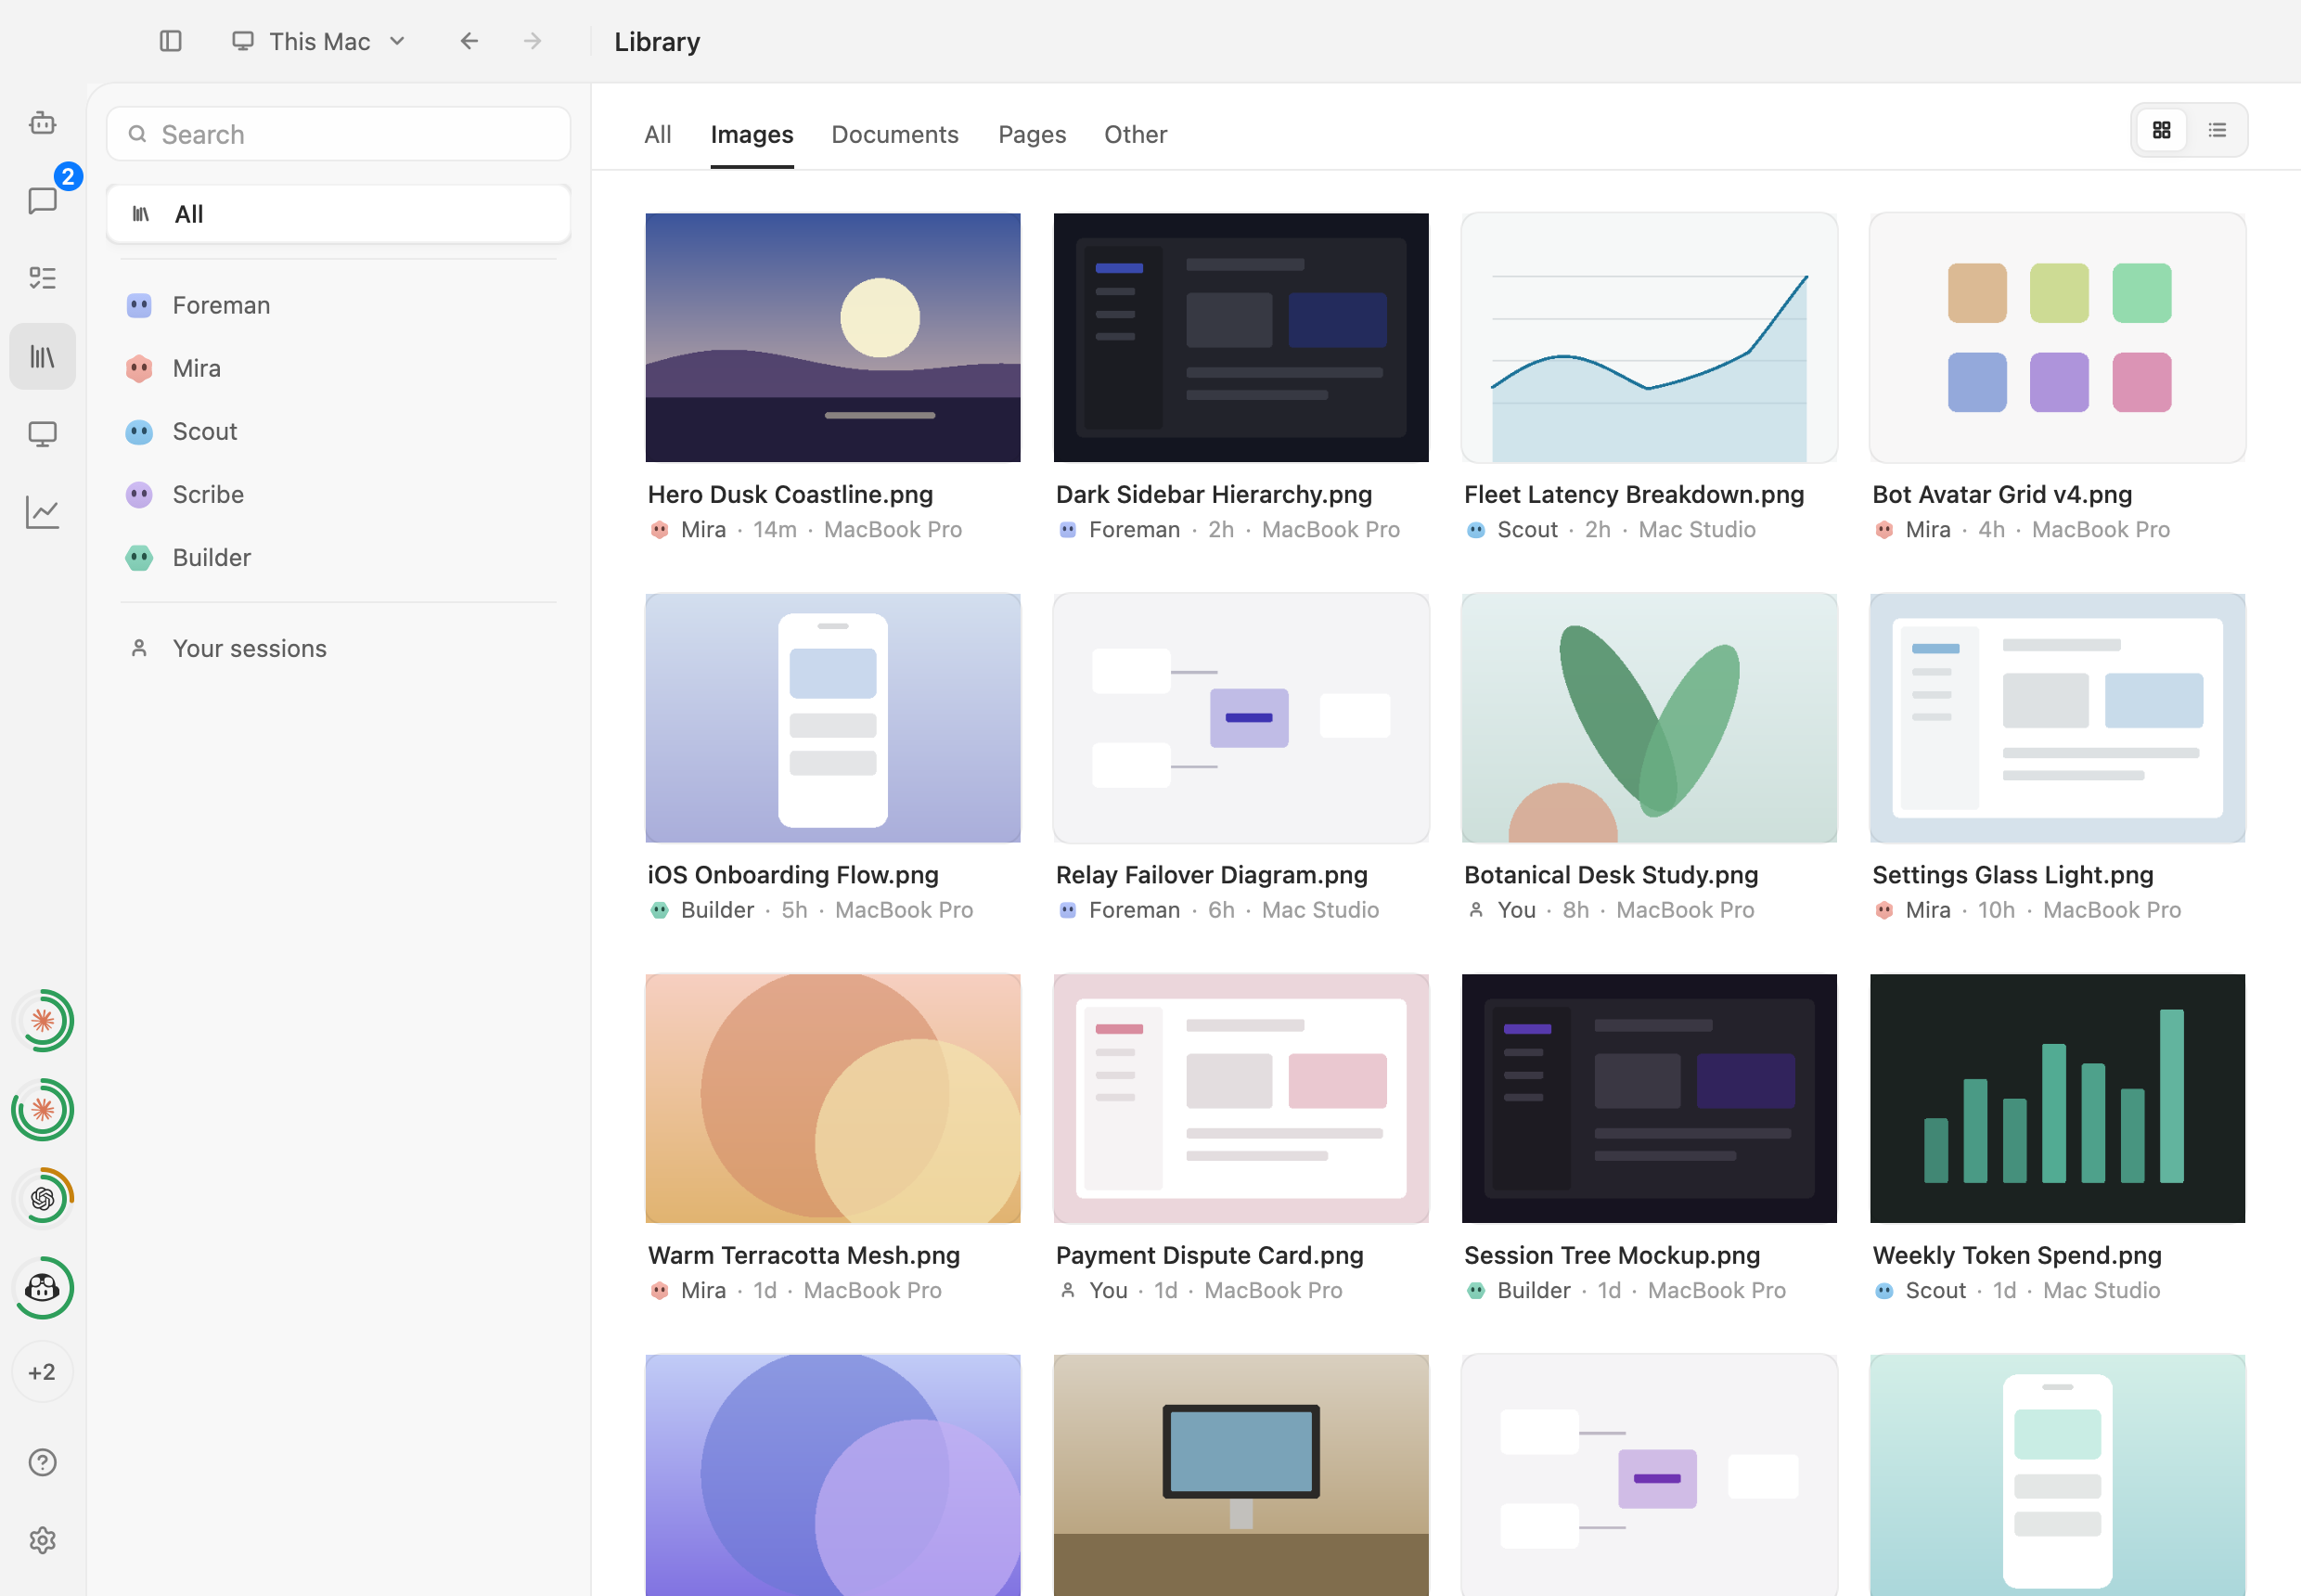 This Mac
Library
Search
2
All
Foreman
Mira
Scout
Scribe
Builder
Your sessions
+2
All Images Documents Pages Other
Hero Dusk Coastline.png
Mira · 14m · MacBook Pro
Dark Sidebar Hierarchy.png
Foreman · 2h · MacBook Pro
Fleet Latency Breakdown.png
Scout · 2h · Mac Studio
Bot Avatar Grid v4.png
Mira · 4h · MacBook Pro
iOS Onboarding Flow.png
Builder · 5h · MacBook Pro
Relay Failover Diagram.png
Foreman · 6h · Mac Studio
Botanical Desk Study.png
You · 8h · MacBook Pro
Settings Glass Light.png
Mira · 10h · MacBook Pro
Warm Terracotta Mesh.png
Mira · 1d · MacBook Pro
Payment Dispute Card.png
You · 1d · MacBook Pro
Session Tree Mockup.png
Builder · 1d · MacBook Pro
Weekly Token Spend.png
Scout · 1d · Mac Studio